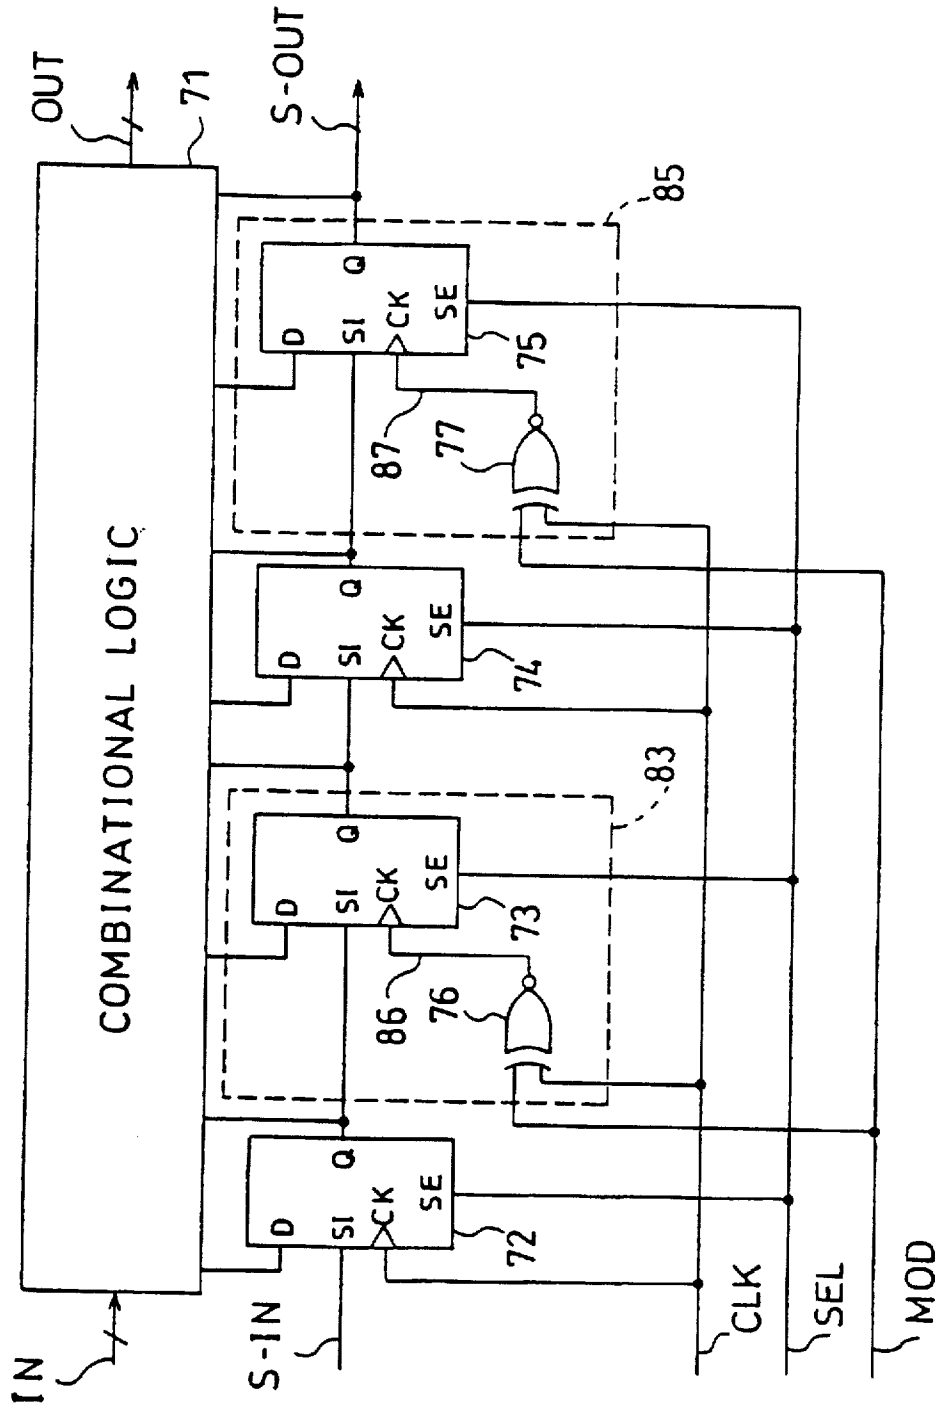 IN
OUT
COMBINATIONAL LOGIC
71
S-IN
S-OUT
D
SI
CK
SE
Q
72
D
SI
CK
SE
Q
73
86
76
83
D
SI
CK
SE
Q
74
D
SI
CK
SE
Q
75
87
77
85
CLK
SEL
MOD